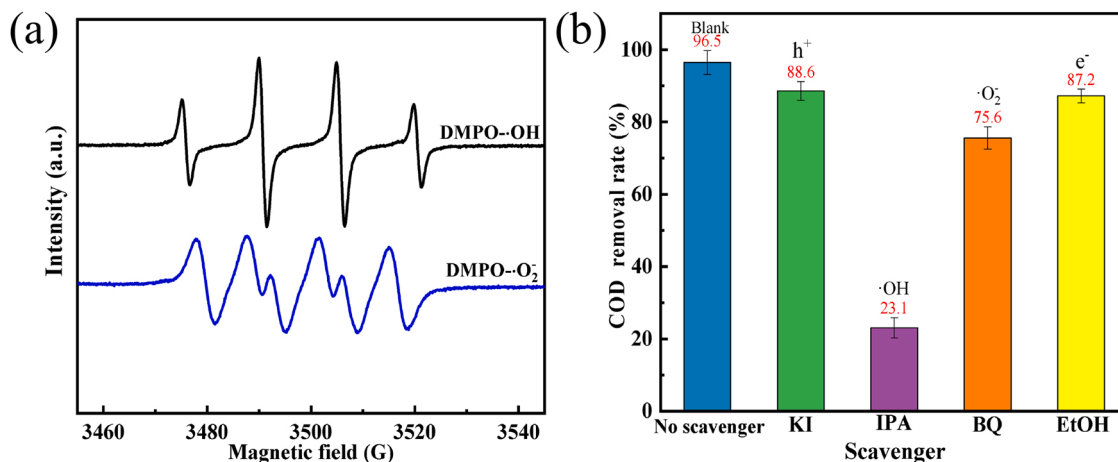 (a)
Intensity (a.u.)
DMPO-·OH
DMPO-·O₂⁻
3460 3480 3500 3520 3540
Magnetic field (G)
(b)
COD removal rate (%)
100
80
60
40
20
0
Blank
96.5
h⁺
88.6
·OH
23.1
·O₂⁻
75.6
e⁻
87.2
No scavenger KI IPA BQ EtOH
Scavenger